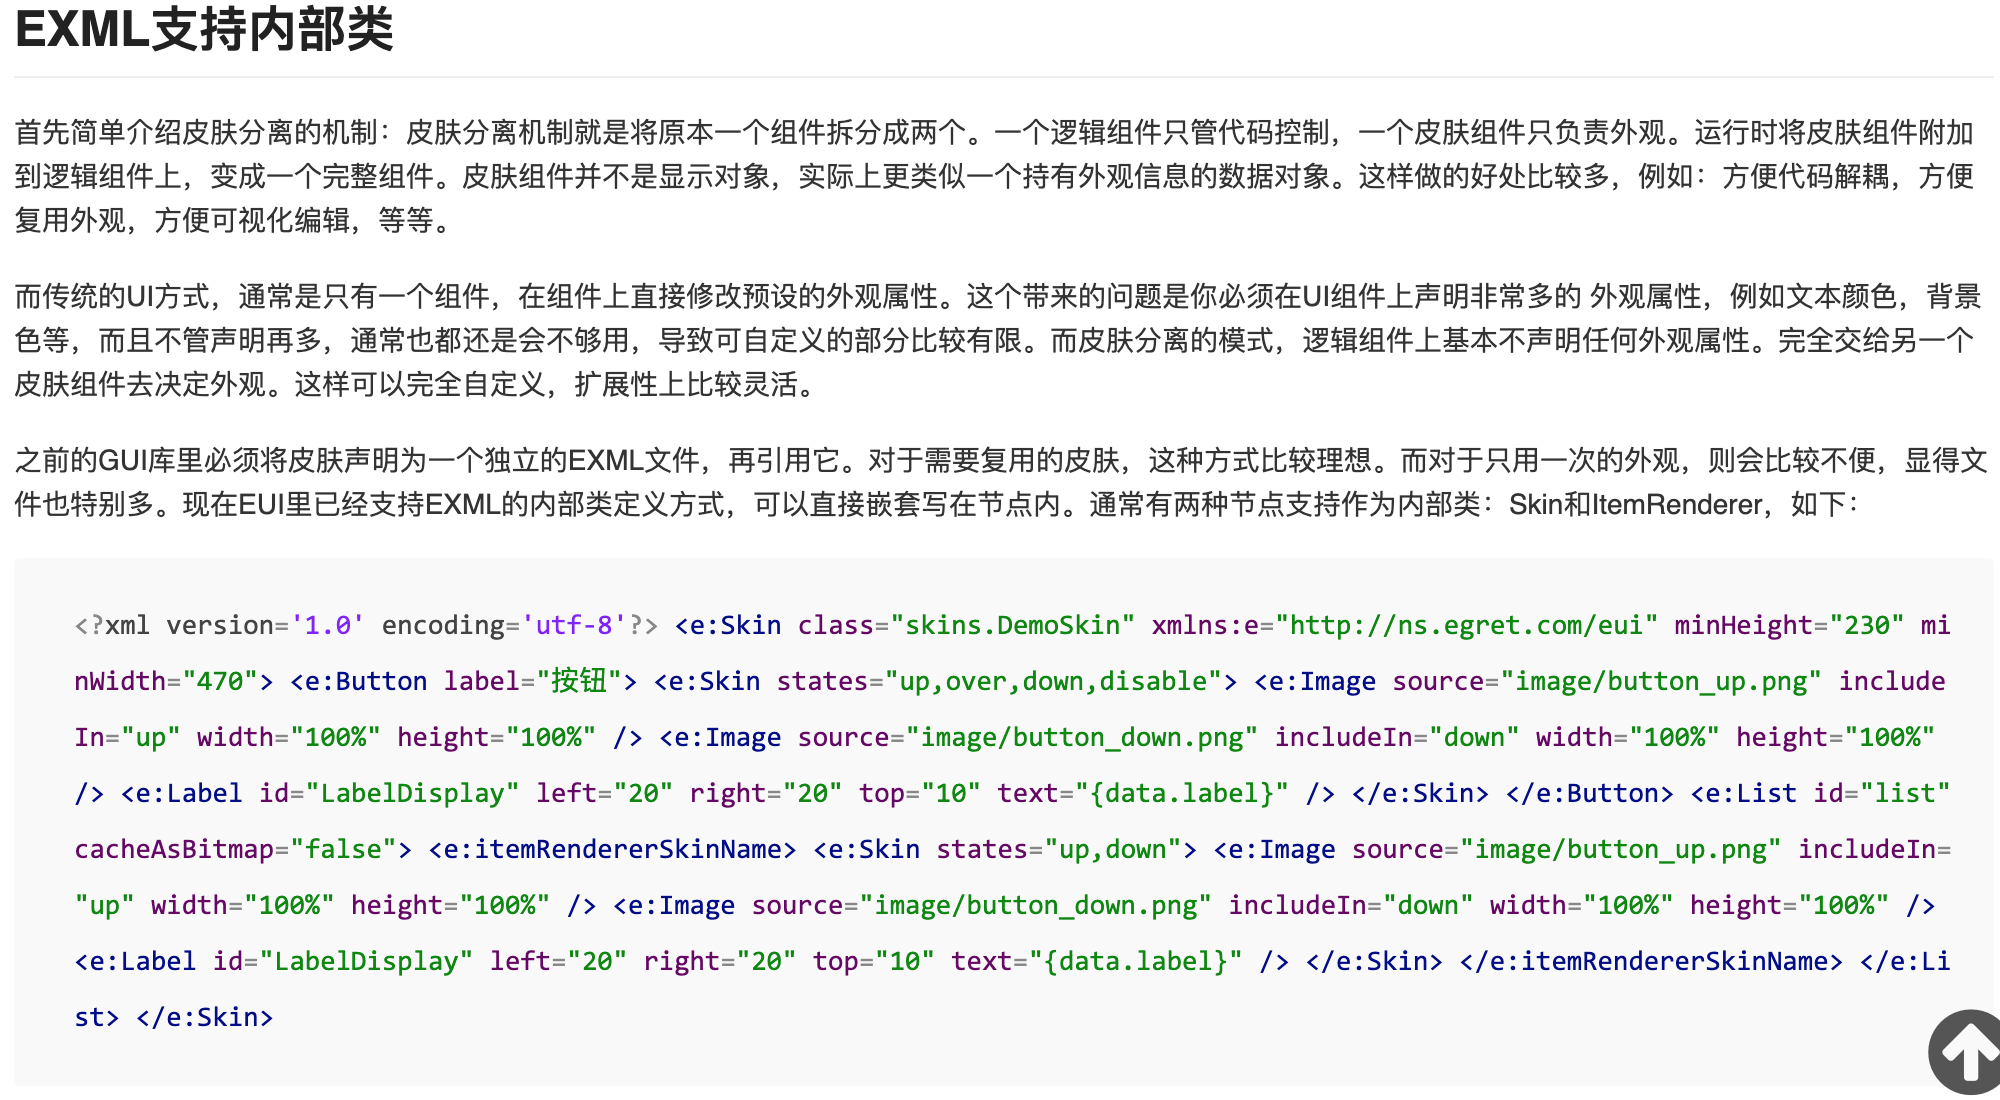 EXML支持内部类
首先简单介绍皮肤分离的机制：皮肤分离机制就是将原本一个组件拆分成两个。一个逻辑组件只管代码控制，一个皮肤组件只负责外观。运行时将皮肤组件附加
到逻辑组件上，变成一个完整组件。皮肤组件并不是显示对象，实际上更类似一个持有外观信息的数据对象。这样做的好处比较多，例如：方便代码解耦，方便
复用外观，方便可视化编辑，等等。
而传统的UI方式，通常是只有一个组件，在组件上直接修改预设的外观属性。这个带来的问题是你必须在UI组件上声明非常多的 外观属性，例如文本颜色，背景
色等，而且不管声明再多，通常也都还是会不够用，导致可自定义的部分比较有限。而皮肤分离的模式，逻辑组件上基本不声明任何外观属性。完全交给另一个
皮肤组件去决定外观。这样可以完全自定义，扩展性上比较灵活。
之前的GUI库里必须将皮肤声明为一个独立的EXML文件，再引用它。对于需要复用的皮肤，这种方式比较理想。而对于只用一次的外观，则会比较不便，显得文
件也特别多。现在EUI里已经支持EXML的内部类定义方式，可以直接嵌套写在节点内。通常有两种节点支持作为内部类：Skin和ItemRenderer，如下：
<?xml version='1.0' encoding='utf-8'?> <e:Skin class="skins.DemoSkin" xmlns:e="http://ns.egret.com/eui" minHeight="230" mi
nWidth="470"> <e:Button label="按钮"> <e:Skin states="up,over,down,disable"> <e:Image source="image/button_up.png" include
In="up" width="100%" height="100%" /> <e:Image source="image/button_down.png" includeIn="down" width="100%" height="100%"
/> <e:Label id="LabelDisplay" left="20" right="20" top="10" text="{data.label}" /> </e:Skin> </e:Button> <e:List id="list"
cacheAsBitmap="false"> <e:itemRendererSkinName> <e:Skin states="up,down"> <e:Image source="image/button_up.png" includeIn=
"up" width="100%" height="100%" /> <e:Image source="image/button_down.png" includeIn="down" width="100%" height="100%" />
<e:Label id="LabelDisplay" left="20" right="20" top="10" text="{data.label}" /> </e:Skin> </e:itemRendererSkinName> </e:Li
st> </e:Skin>